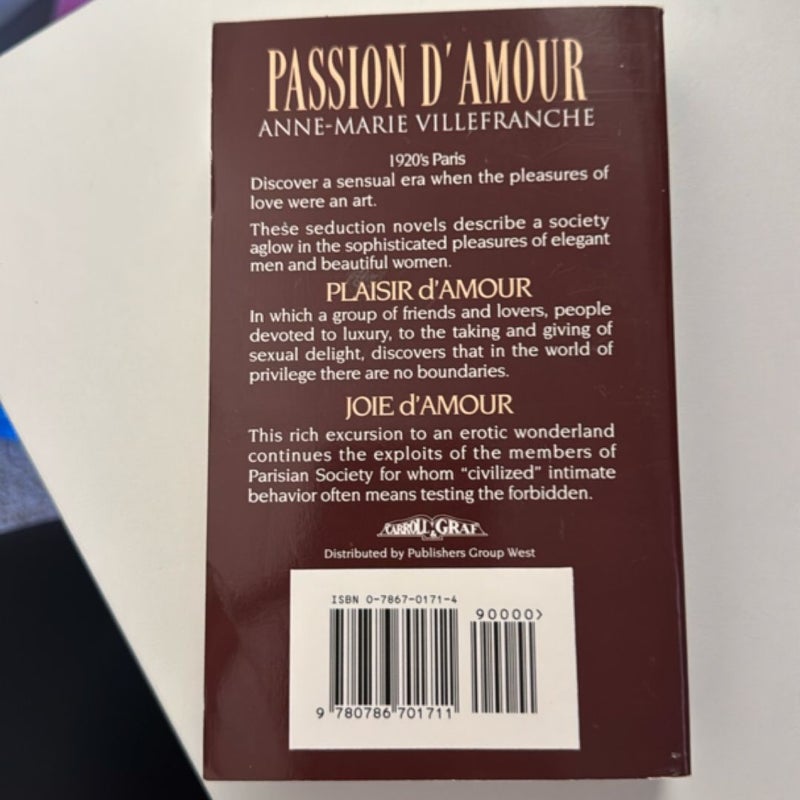 PASSION D'AMOUR
ANNE-MARIE VILLEFRANCHE
1920's Paris
Discover a sensual era when the pleasures of
love were an art.
These seduction novels describe a society
aglow in the sophisticated pleasures of elegant
men and beautiful women.
PLAISIR d'AMOUR
In which a group of friends and lovers, people
devoted to luxury, to the taking and giving of
sexual delight, discovers that in the world of
privilege there are no boundaries.
JOIE d'AMOUR
This rich excursion to an erotic wonderland
continues the exploits of the members of
Parisian Society for whom “civilized” intimate
behavior often means testing the forbidden.
CARROLL & GRAF
Distributed by Publishers Group West
ISBN 0-7867-0171-4
90000>
9 780786 701711